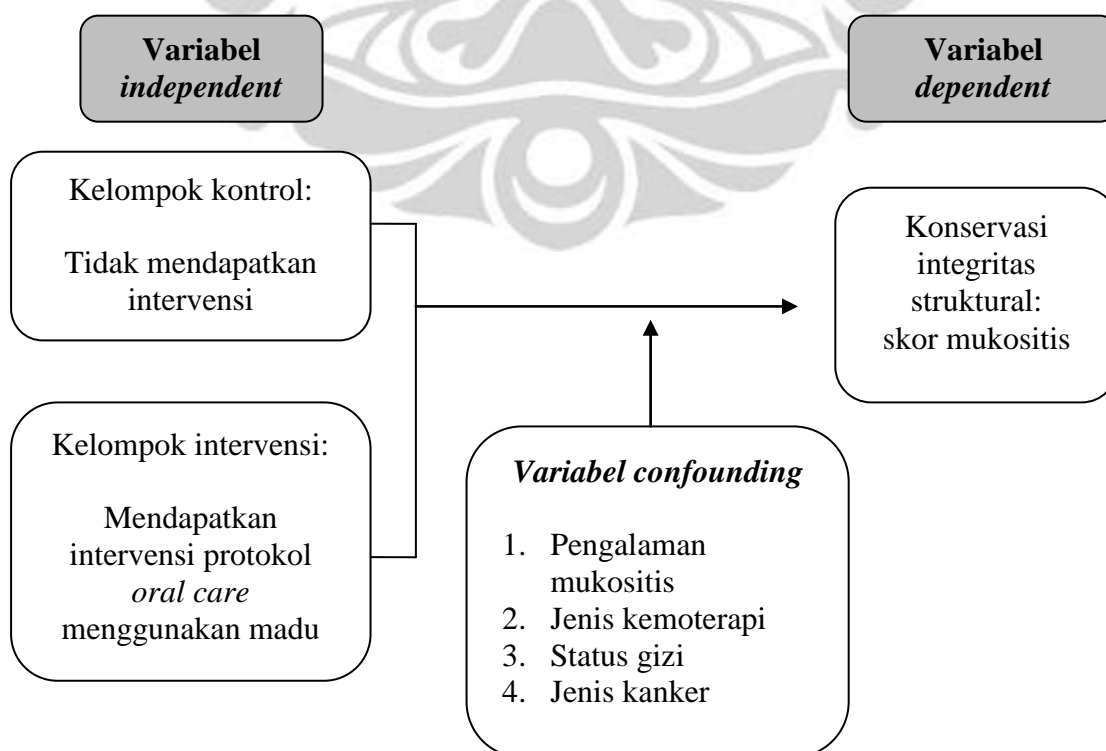 Variabel
independent
Variabel
dependent
Kelompok kontrol:
Tidak mendapatkan
intervensi
Konservasi
integritas
struktural:
skor mukositis
Kelompok intervensi:
Mendapatkan
intervensi protokol
oral care
menggunakan madu
Variabel confounding
1. Pengalaman
mukositis
2. Jenis kemoterapi
3. Status gizi
4. Jenis kanker